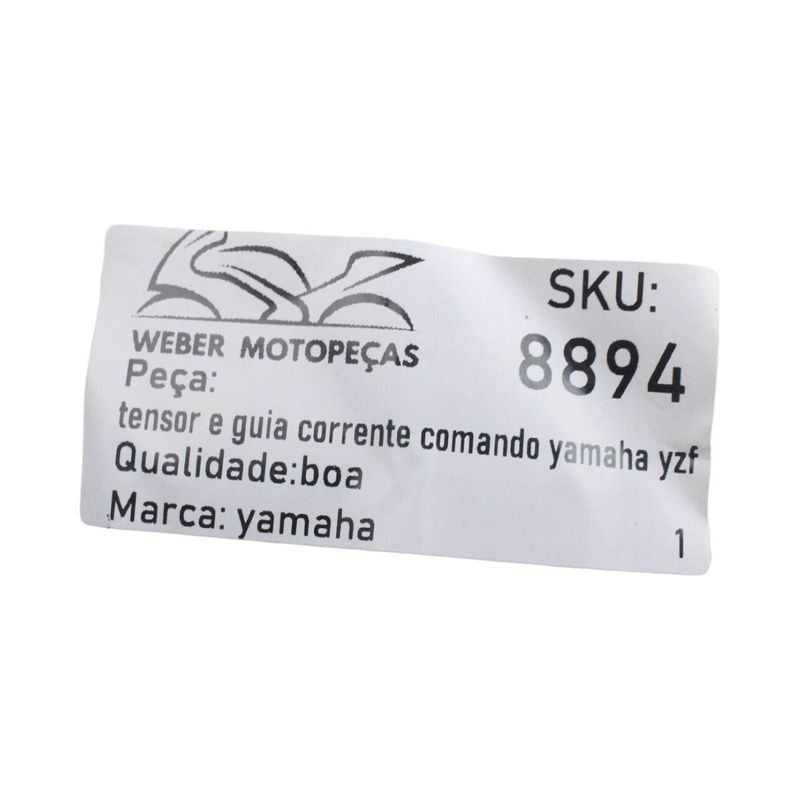 SKU:
8894
WEBER MOTOPEÇAS
Peça:
tensor e guia corrente comando yamaha yzf
Qualidade:boa
Marca: yamaha
1